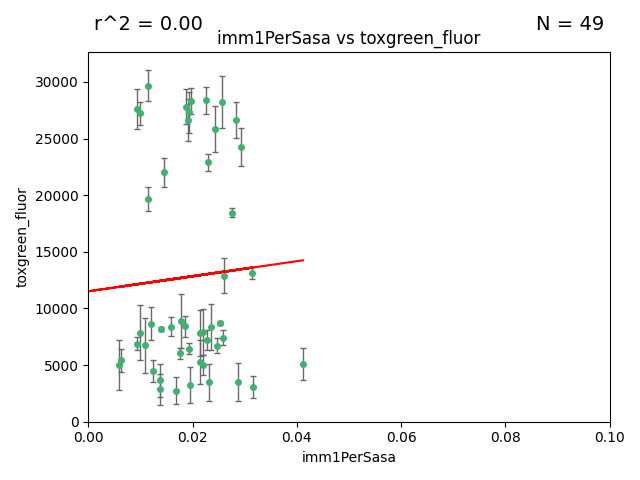 r^2 = 0.00
N = 49
imm1PerSasa vs toxgreen_fluor
30000
25000
20000
15000
10000
5000
0
toxgreen_fluor
0.00
0.02
0.04
0.06
0.08
0.10
imm1PerSasa